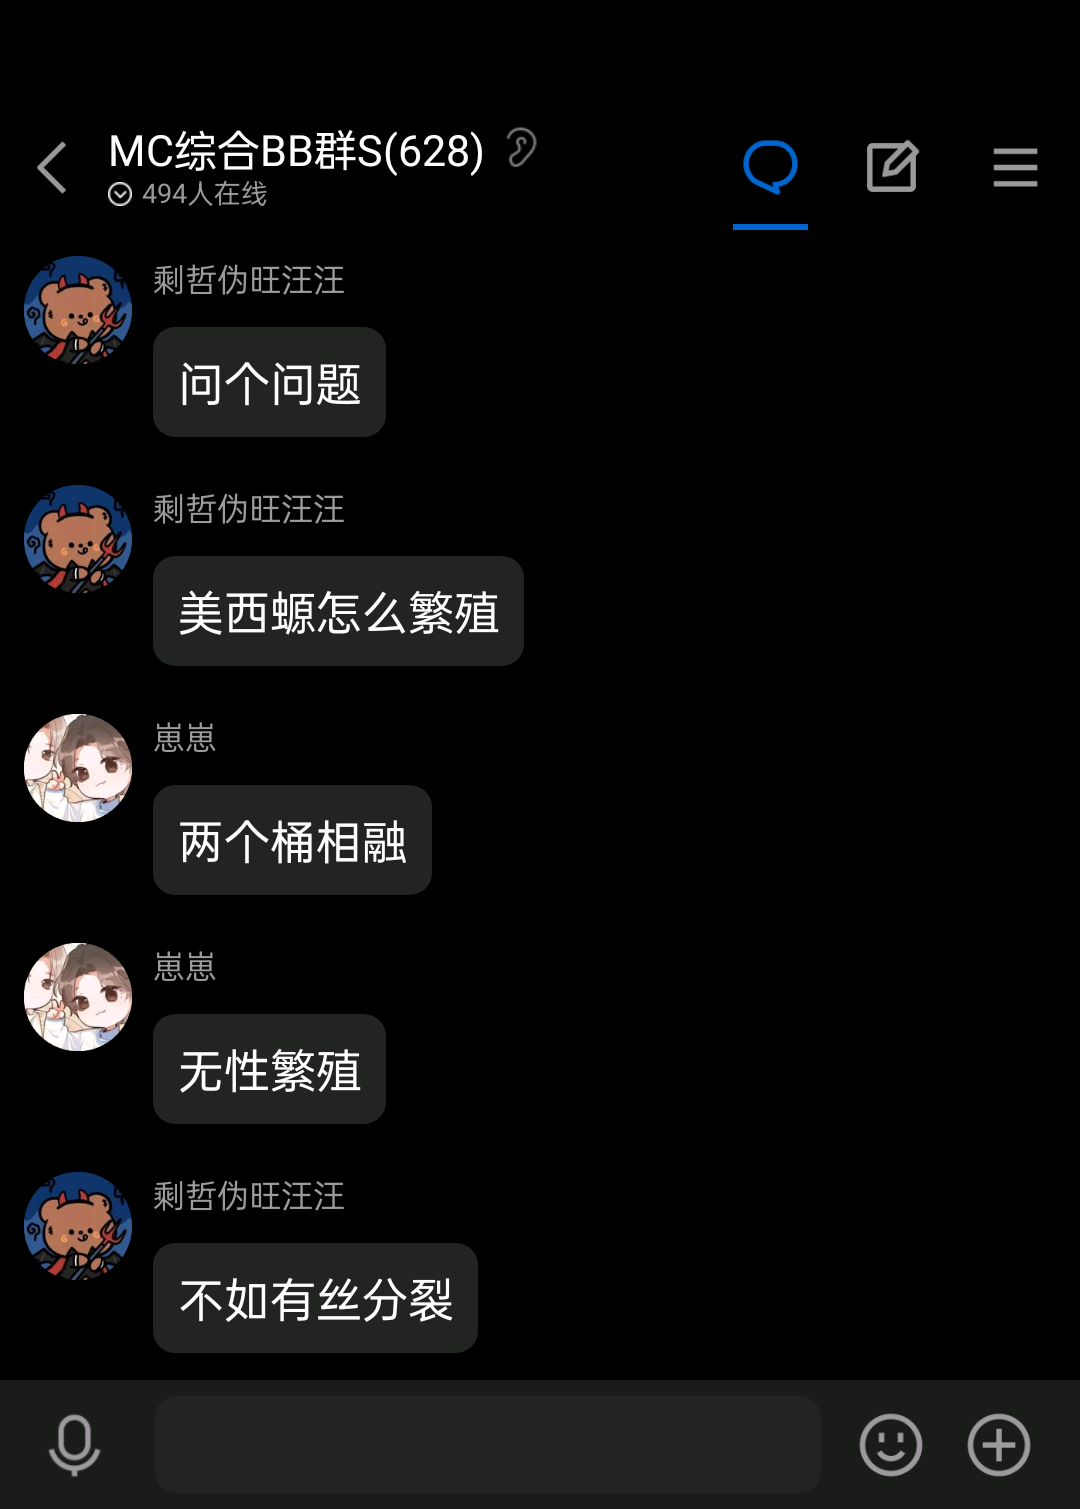 MC综合BB群S(628)
494人在线
剩哲伪旺汪汪
问个问题
剩哲伪旺汪汪
美西螈怎么繁殖
崽崽
两个桶相融
崽崽
无性繁殖
剩哲伪旺汪汪
不如有丝分裂